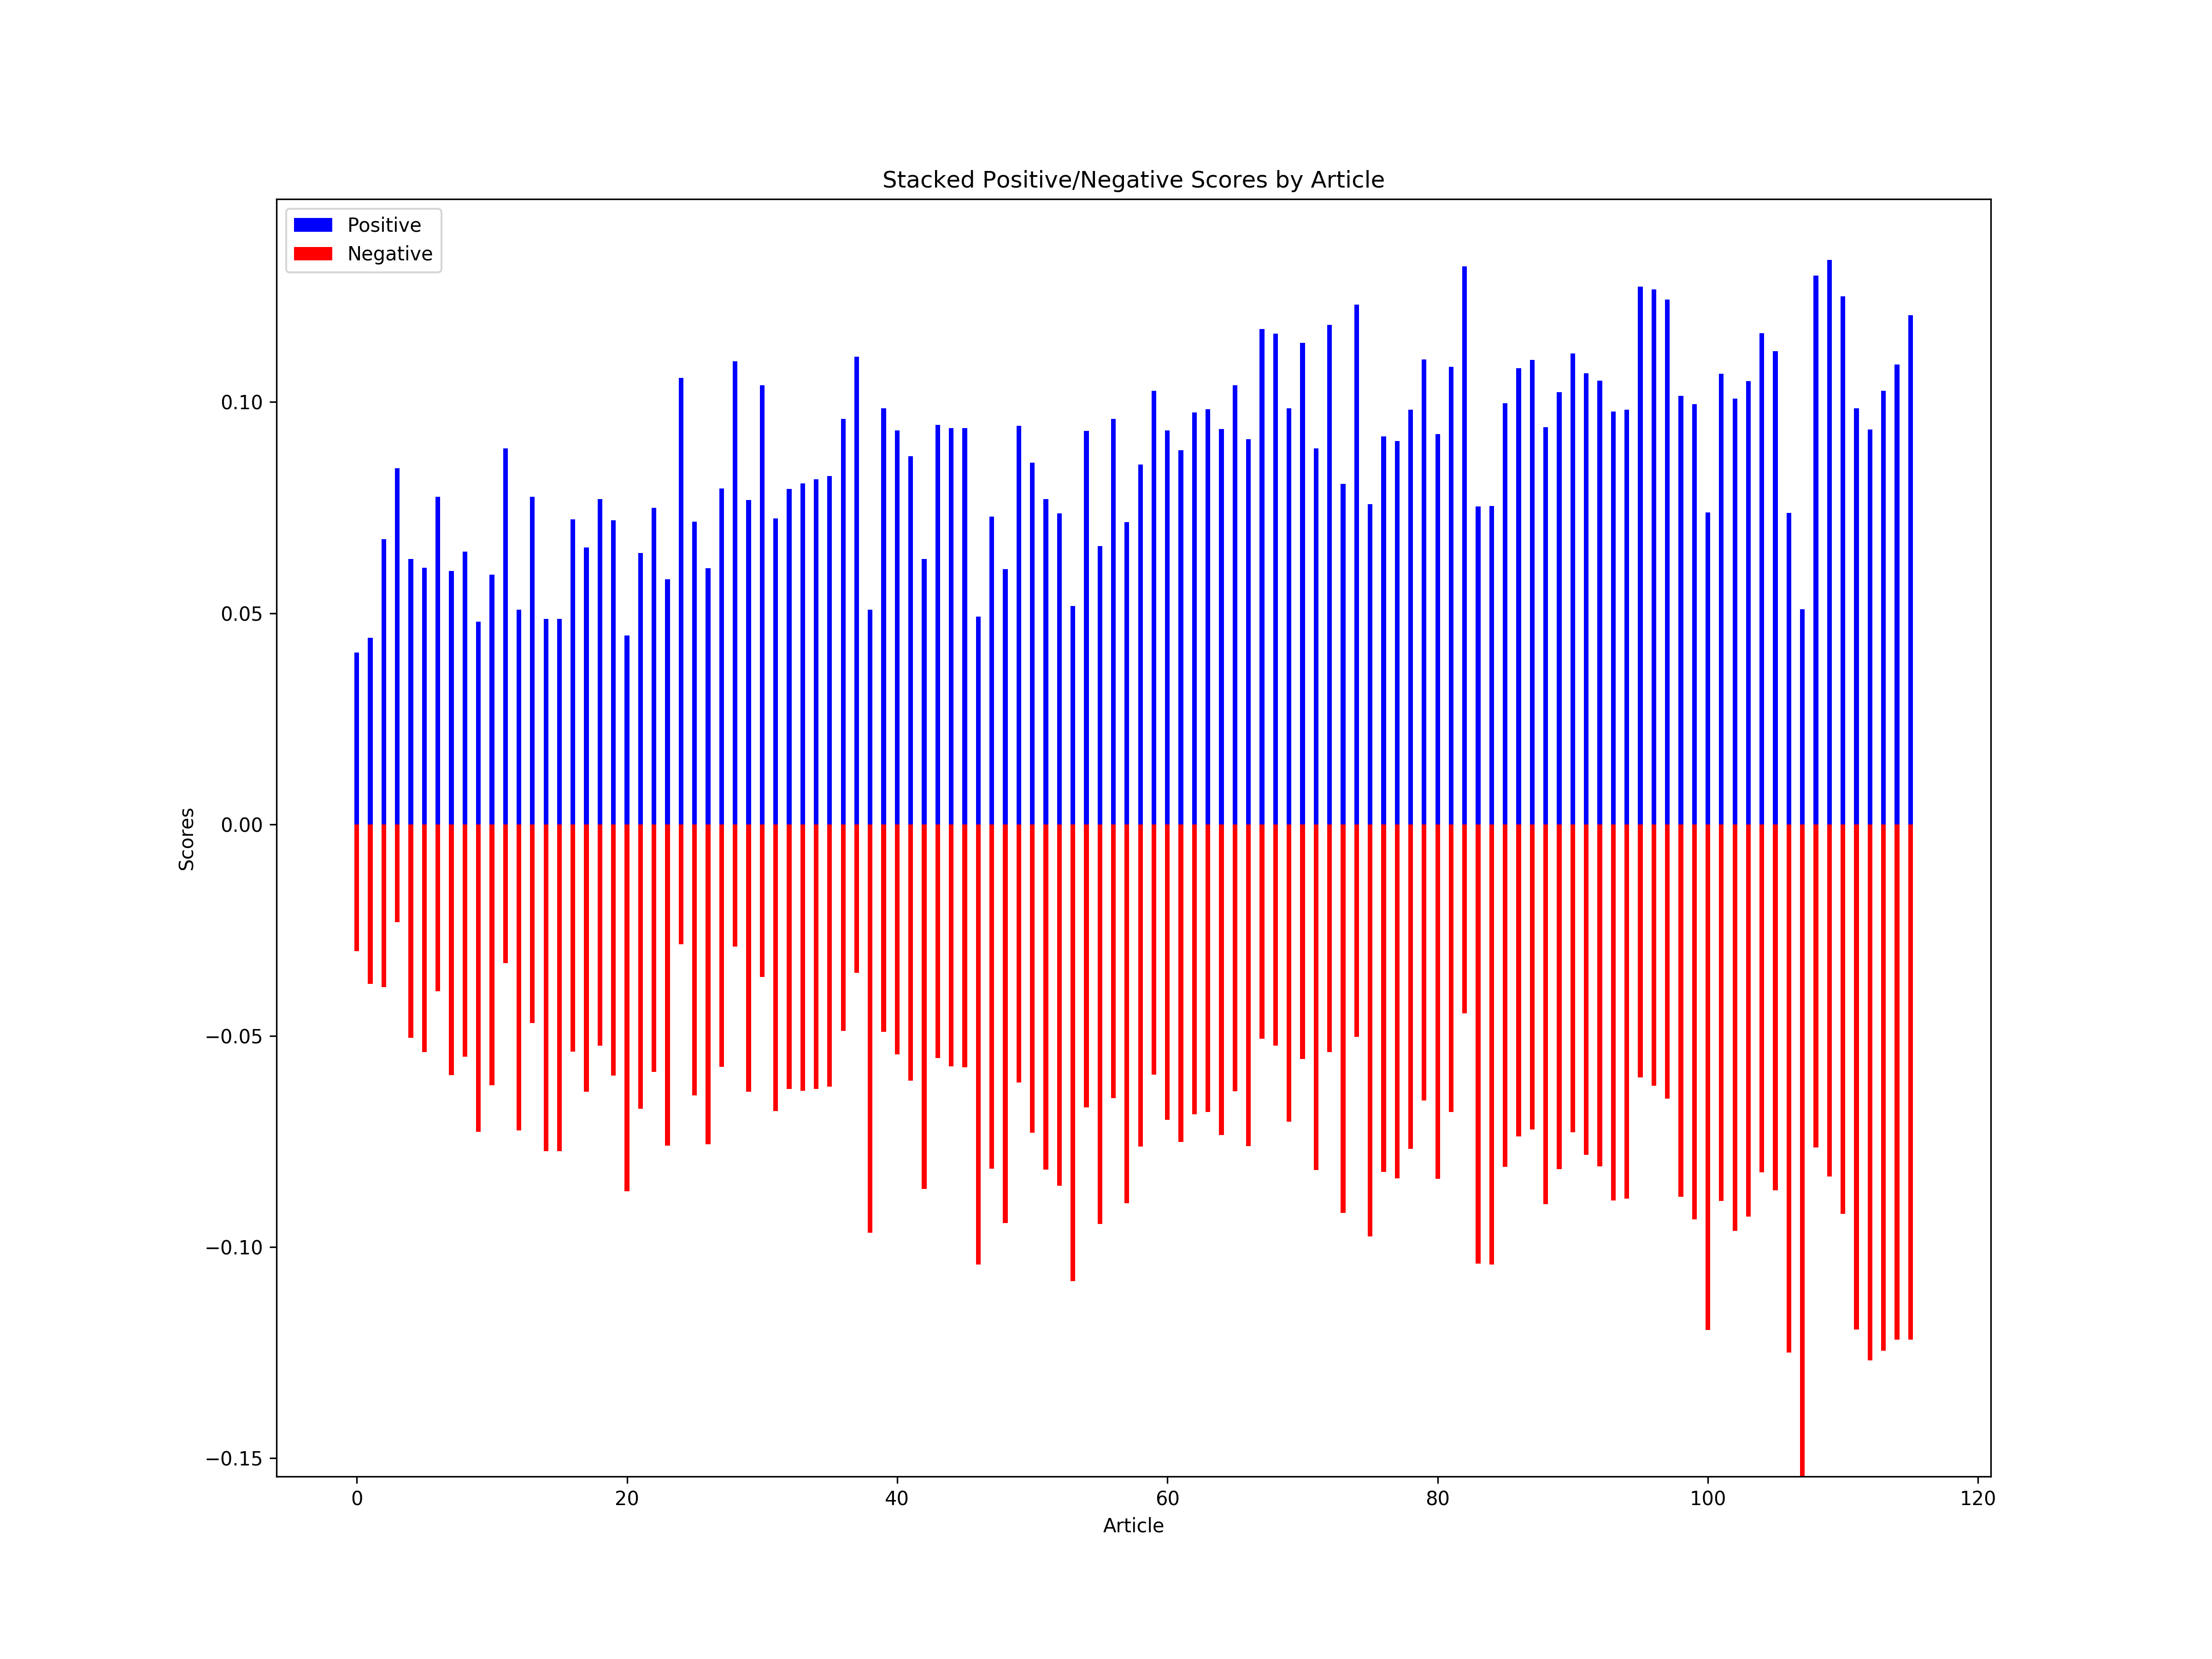 Stacked Positive/Negative Scores by Article
Positive
Negative
0.10
0.05
0.00
−0.05
−0.10
−0.15
Scores
0 20 40 60 80 100 120
Article